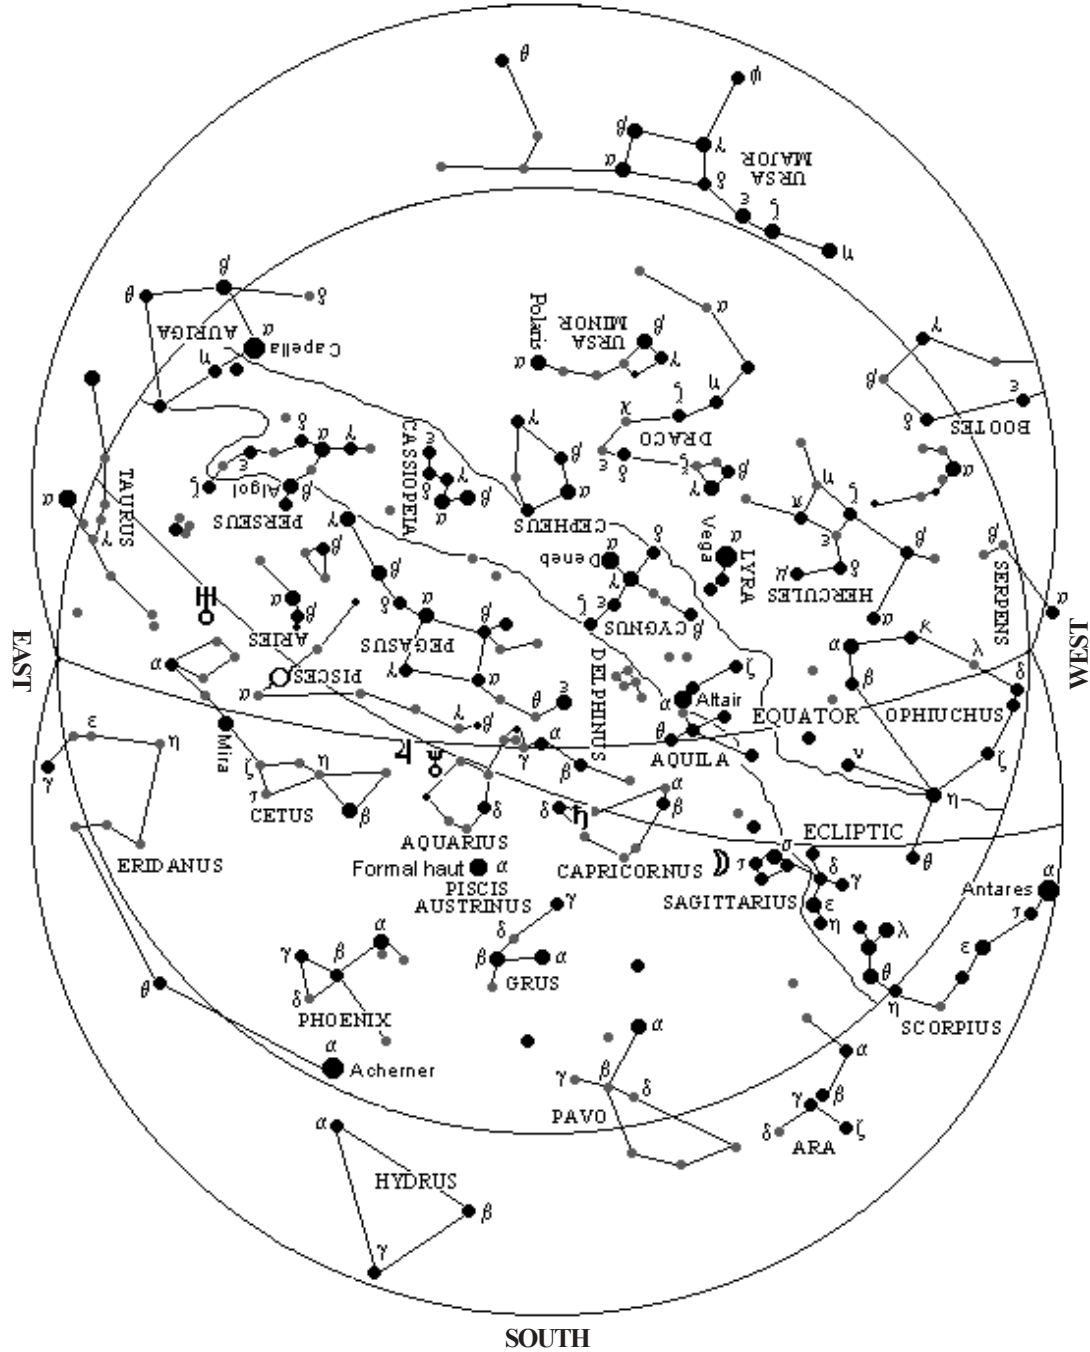 θ
φ
β
γ
α
δ
URSA
MAJOR
ε
ζ
η
β
θ
δ
AURIGA
α
Capella
η
Polaris
α
URSA
MINOR
β
γ
α
γ
β
ε
δ
BOOTES
η
ζ
κ
DRACO
ε
δ
ξ
β
γ
γ
β
α
CEPHEUS
CASSIOPEIA
ε
δ
γ
α
β
δ
α
γ
ε
ζ
Algol
PERSEUS
TAURUS
α
γ
α
η
π
ζ
ε
β
δ
μ
HERCULES
α
SERPENS
β
α
Vega
α
LYRA
Deneb
α
δ
γ
ε
ζ
β
CYGNUS
γ
β
δ
α
PEGASUS
γ
β
α
β
ARIES
EAST
WEST
α
PISCES
α
γ
β
θ
ε
DELPHINUS
ζ
α
Altair
θ
AQUILA
EQUATOR
κ
β
λ
δ
OPHIUCHUS
ν
ζ
η
θ
ε
γ
η
ERIDANUS
Mira
ζ
η
τ
CETUS
β
γ
α
β
δ
AQUARIUS
δ
α
β
CAPRICORNUS
ECLIPTIC
Formal haut
α
PISCIS
AUSTRINUS
σ
τ
δ
γ
SAGITTARIUS
ε
η
Antares
α
τ
ε
λ
θ
η
SCORPIUS
γ
δ
β
α
GRUS
α
γ
β
δ
PHOENIX
θ
α
Acherner
α
γ
β
δ
PAVO
α
β
γ
δ
ζ
ARA
α
HYDRUS
β
γ
SOUTH